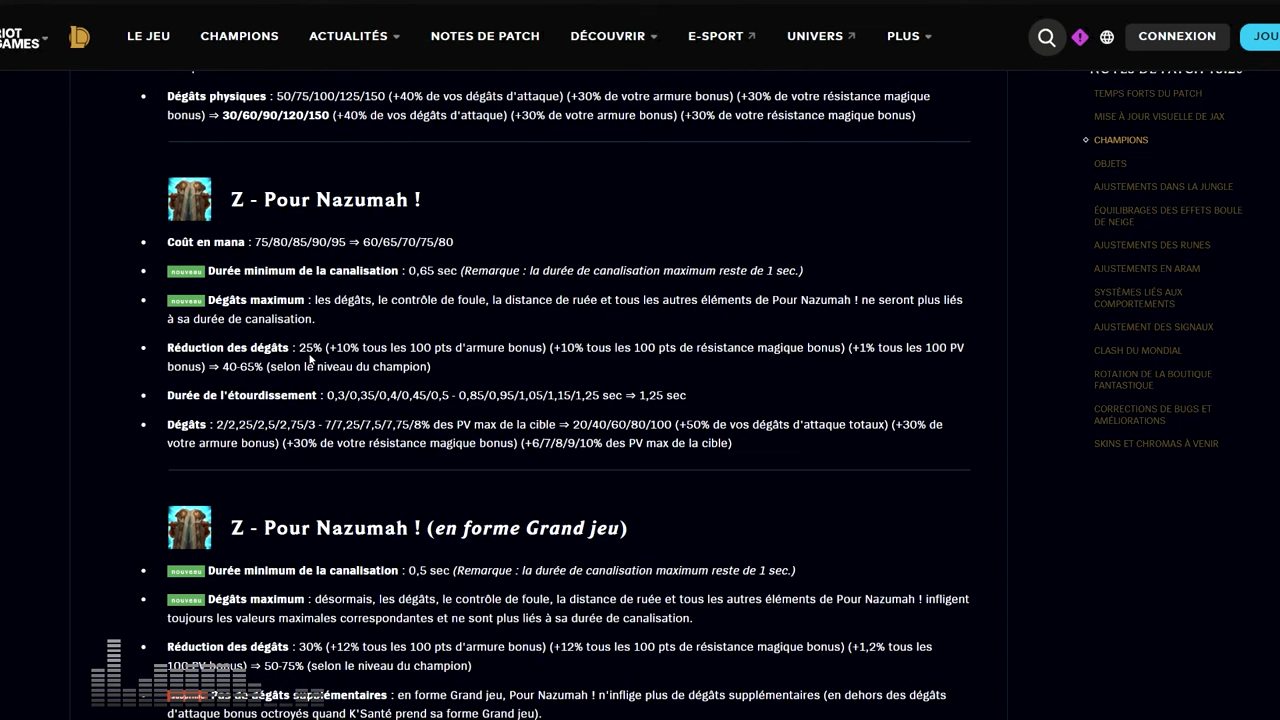 RIOT
GAMES
LE JEU
CHAMPIONS
ACTUALITÉS
NOTES DE PATCH
DÉCOUVRIR
E-SPORT
UNIVERS
PLUS
CONNEXION
JOU
Dégâts physiques : 50/75/100/125/150 (+40% de vos dégâts d'attaque) (+30% de votre armure bonus) (+30% de votre résistance magique
bonus) ⇒ 30/60/90/120/150 (+40% de vos dégâts d'attaque) (+30% de votre armure bonus) (+30% de votre résistance magique bonus)
Z - Pour Nazumah !
Coût en mana : 75/80/85/90/95 ⇒ 60/65/70/75/80
nouveau Durée minimum de la canalisation : 0,65 sec (Remarque : la durée de canalisation maximum reste de 1 sec.)
nouveau Dégâts maximum : les dégâts, le contrôle de foule, la distance de ruée et tous les autres éléments de Pour Nazumah ! ne seront plus liés
à sa durée de canalisation.
Réduction des dégâts : 25% (+10% tous les 100 pts d'armure bonus) (+10% tous les 100 pts de résistance magique bonus) (+1% tous les 100 PV
bonus) ⇒ 40-65% (selon le niveau du champion)
Durée de l'étourdissement : 0,3/0,35/0,4/0,45/0,5 - 0,85/0,95/1,05/1,15/1,25 sec ⇒ 1,25 sec
Dégâts : 2/2,25/2,5/2,75/3 - 7/7,25/7,5/7,75/8% des PV max de la cible ⇒ 20/40/60/80/100 (+50% de vos dégâts d'attaque totaux) (+30% de
votre armure bonus) (+30% de votre résistance magique bonus) (+6/7/8/9/10% des PV max de la cible)
Z - Pour Nazumah ! (en forme Grand jeu)
nouveau Durée minimum de la canalisation : 0,5 sec (Remarque : la durée de canalisation maximum reste de 1 sec.)
nouveau Dégâts maximum : désormais, les dégâts, le contrôle de foule, la distance de ruée et tous les autres éléments de Pour Nazumah ! infligent
toujours les valeurs maximales correspondantes et ne sont plus liés à sa durée de canalisation.
Réduction des dégâts : 30% (+12% tous les 100 pts d'armure bonus) (+12% tous les 100 pts de résistance magique bonus) (+1,2% tous les
100 PV bonus) ⇒ 50-75% (selon le niveau du champion)
Pas de dégâts supplémentaires : en forme Grand jeu, Pour Nazumah ! n'inflige plus de dégâts supplémentaires (en dehors des dégâts
d'attaque bonus octroyés quand K'Santé prend sa forme Grand jeu).
TEMPS FORTS DU PATCH
MISE À JOUR VISUELLE DE JAX
CHAMPIONS
OBJETS
AJUSTEMENTS DANS LA JUNGLE
ÉQUILIBRAGES DES EFFETS BOULE
DE NEIGE
AJUSTEMENTS DES RUNES
AJUSTEMENTS EN ARAM
SYSTÈMES LIÉS AUX
COMPORTEMENTS
AJUSTEMENT DES SIGNAUX
CLASH DU MONDIAL
ROTATION DE LA BOUTIQUE
FANTASTIQUE
CORRECTIONS DE BUGS ET
AMÉLIORATIONS
SKINS ET CHROMAS À VENIR